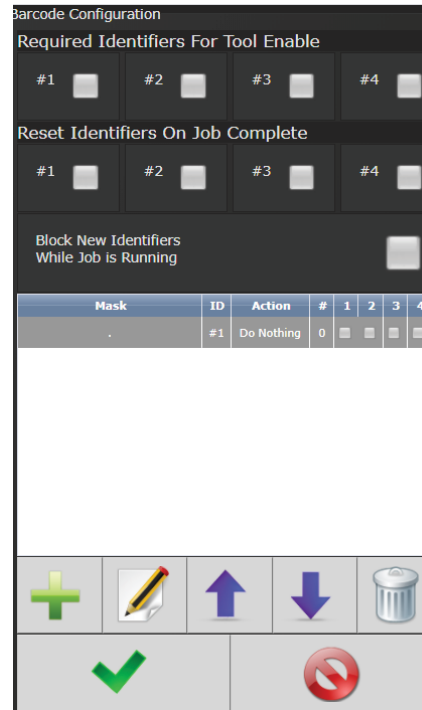 Barcode Configuration
Required Identifiers For Tool Enable
#1 #2 #3 #4
Reset Identifiers On Job Complete
#1 #2 #3 #4
Block New Identifiers
While Job is Running
Mask ID Action # 1 2 3 4
. #1 Do Nothing 0